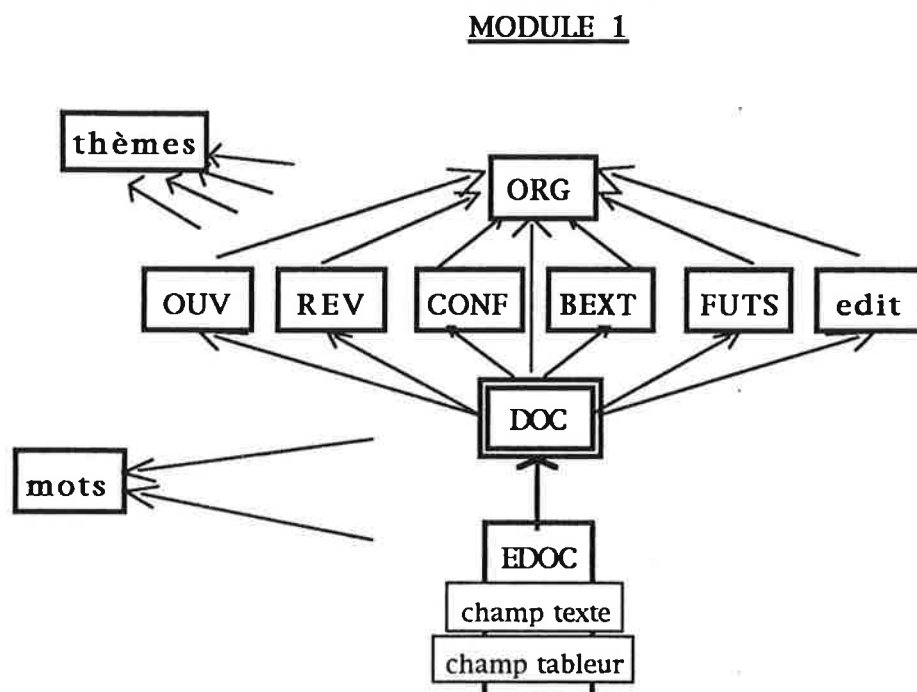 MODULE 1
thèmes
ORG
OUV REV CONF BEXT FUTS edit
DOC
mots
EDOC
champ texte
champ tableur